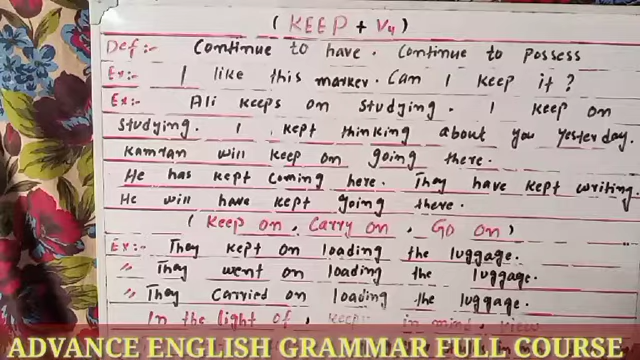 ( KEEP + V4 )
Def:- Continue to have. Continue to possess
Ex:- I like this marker. Can I keep it?
Ex:- Ali keeps on studying. I keep on
studying. I kept thinking about you yesterday.
Kamran will keep on going there.
He has kept coming here. They have kept writing.
He will have kept going there.
( Keep on, Carry on, Go on )
Ex:- They kept on loading the luggage.
" They went on loading the luggage.
" They carried on loading the luggage.
In the light of, keep in mind, view
ADVANCE ENGLISH GRAMMAR FULL COURSE